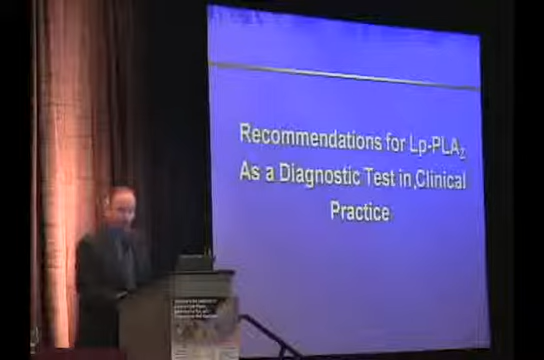 Recommendations for Lp-PLA₂
As a Diagnostic Test in Clinical
Practice